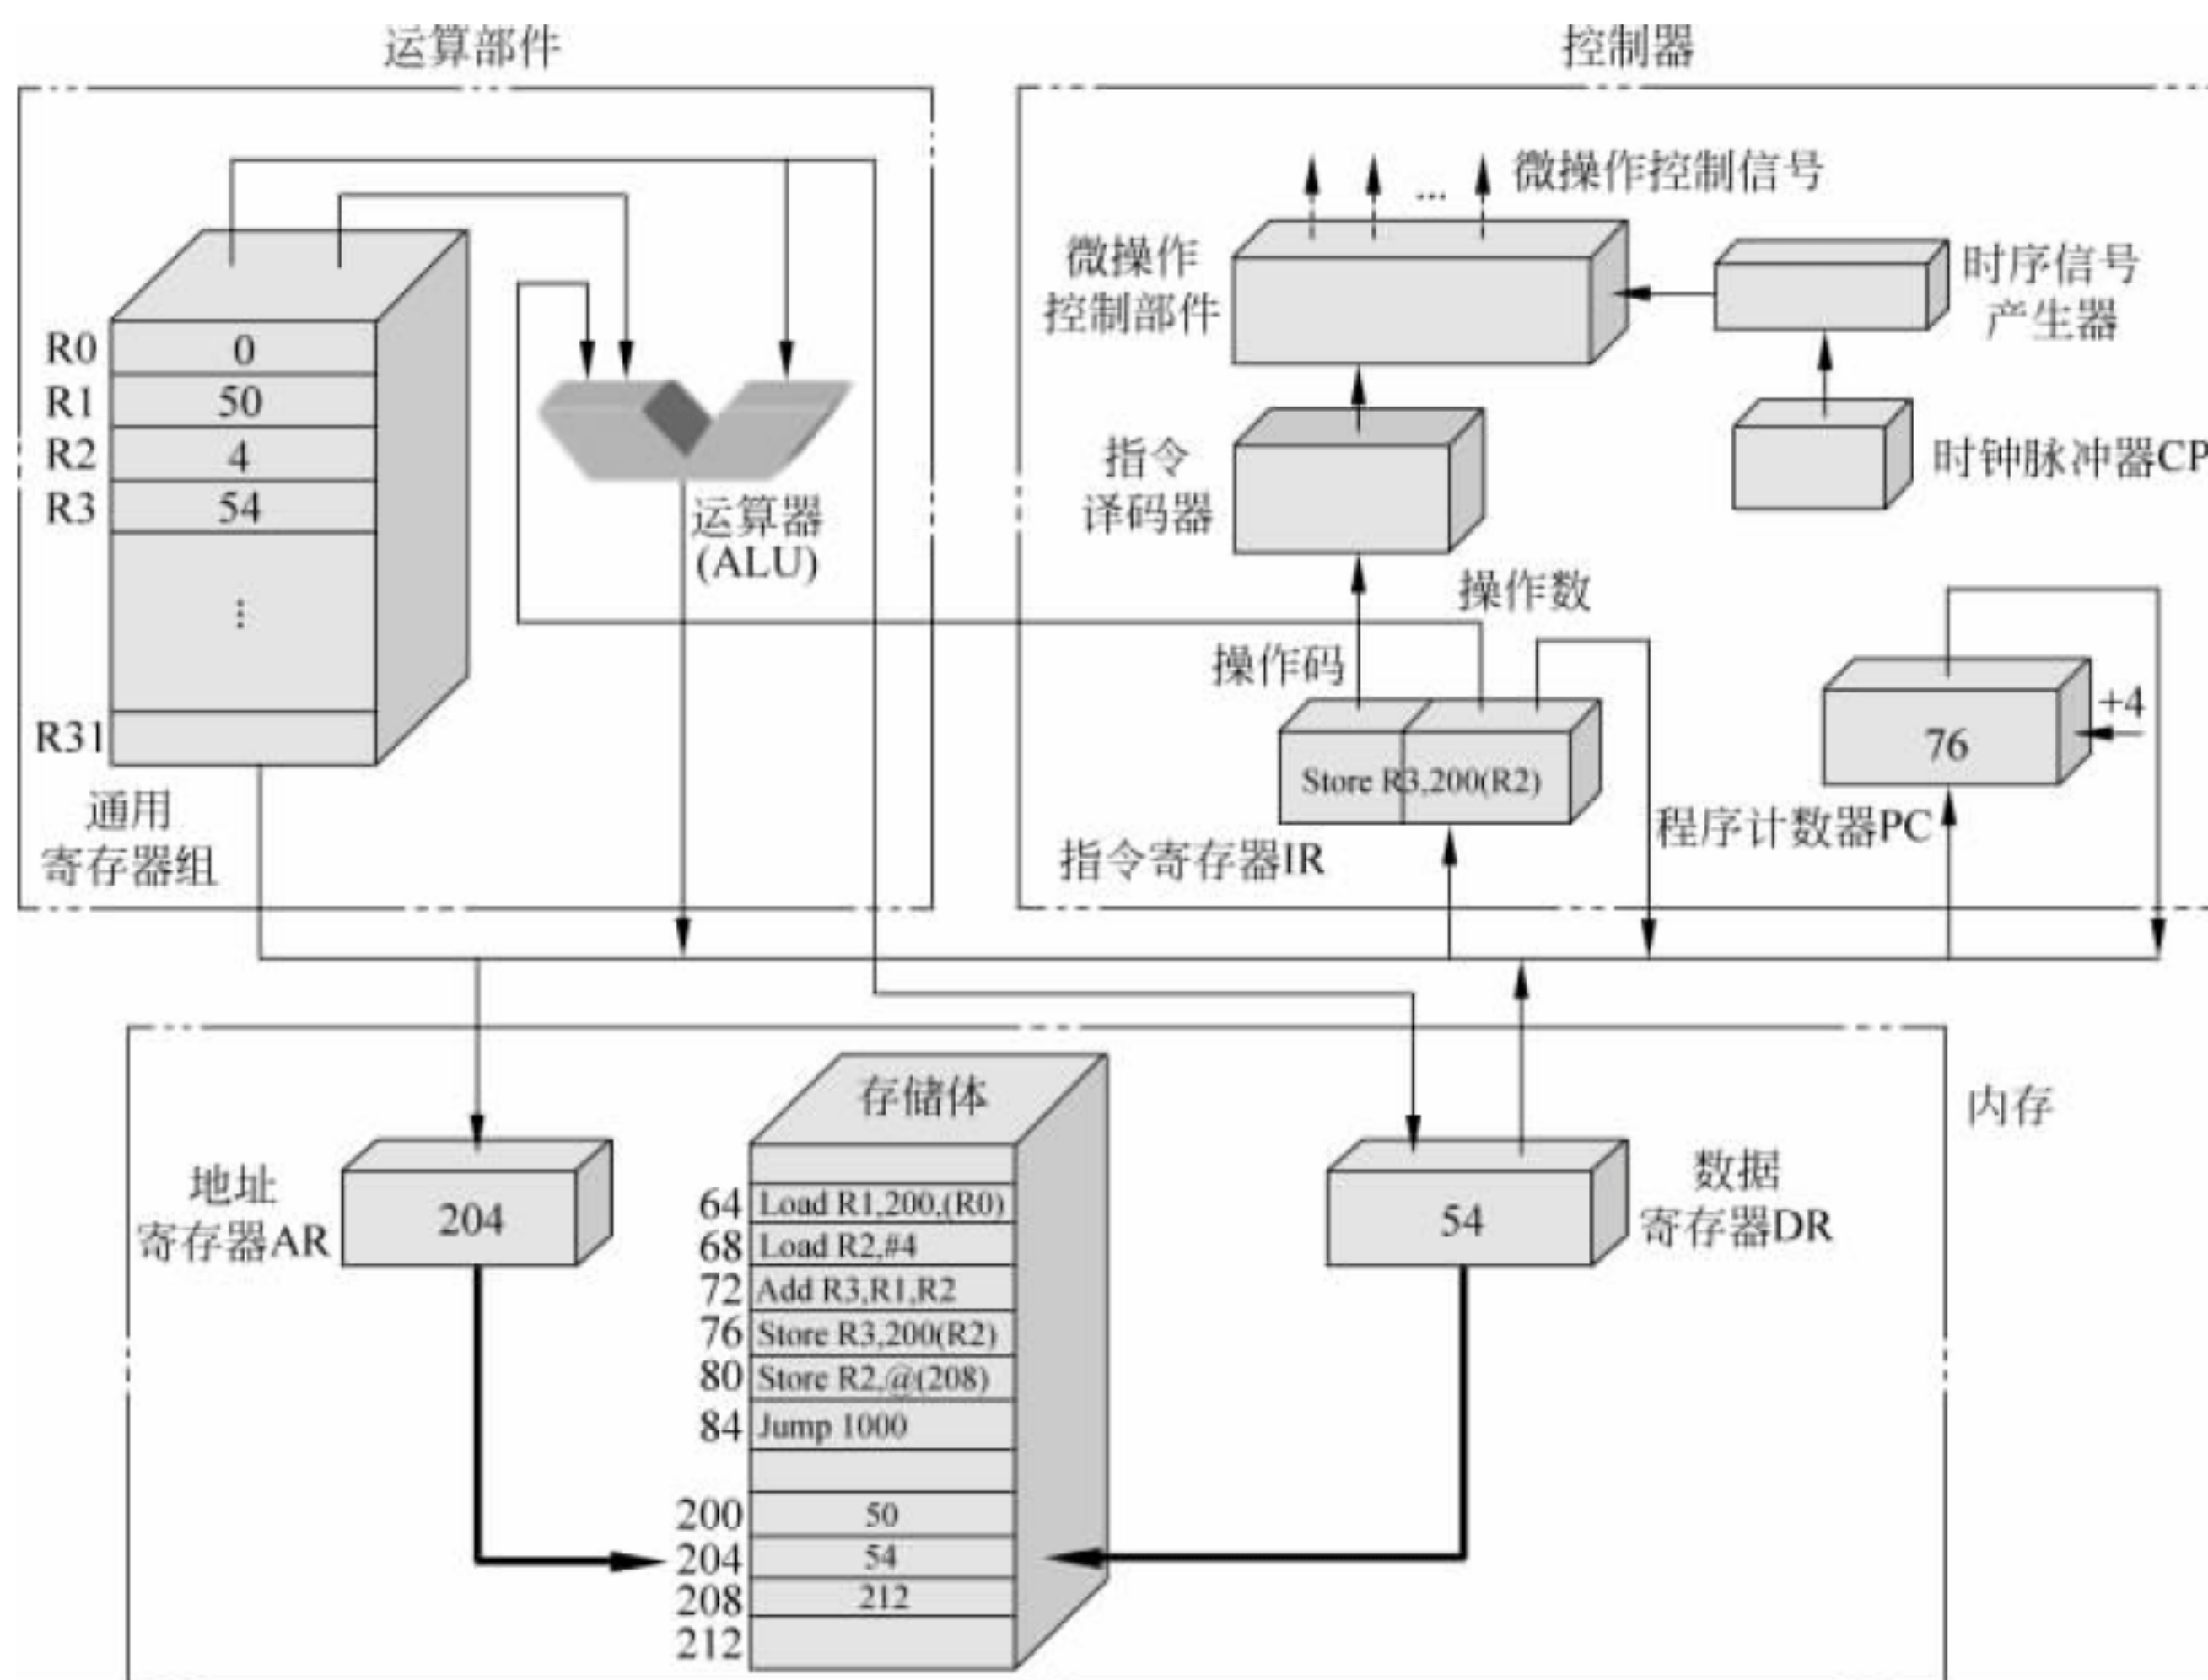 运算部件
控制器
微操作控制信号
...
微操作
控制部件
时序信号
产生器
R0
0
R1
50
R2
4
R3
54
⋮
R31
通用
寄存器组
运算器
(ALU)
指令
译码器
时钟脉冲器CP
操作数
操作码
Store R3,200(R2)
指令寄存器IR
+4
76
程序计数器PC
内存
存储体
地址
寄存器AR
204
数据
寄存器DR
54
64 Load R1,200,(R0)
68 Load R2,#4
72 Add R3,R1,R2
76 Store R3,200(R2)
80 Store R2,@(208)
84 Jump 1000
200 50
204 54
208 212
212